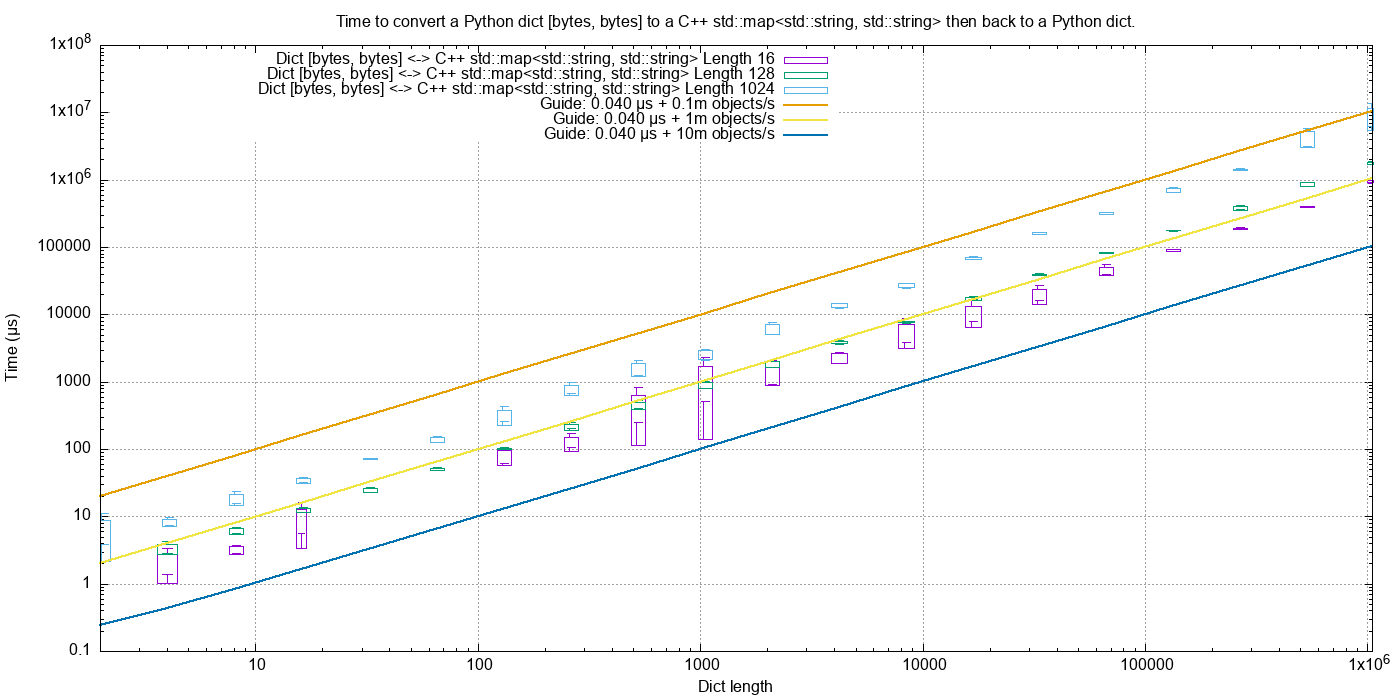 Time to convert a Python dict [bytes, bytes] to a C++ std::map<std::string, std::string> then back to a Python dict.
1x10^8
Dict [bytes, bytes] <-> C++ std::map<std::string, std::string> Length 16
Dict [bytes, bytes] <-> C++ std::map<std::string, std::string> Length 128
Dict [bytes, bytes] <-> C++ std::map<std::string, std::string> Length 1024
Guide: 0.040 µs + 0.1m objects/s
Guide: 0.040 µs + 1m objects/s
Guide: 0.040 µs + 10m objects/s
1x10^7
1x10^6
100000
10000
1000
100
10
1
0.1
Time (µs)
10 100 1000 10000 100000 1x10^6
Dict length